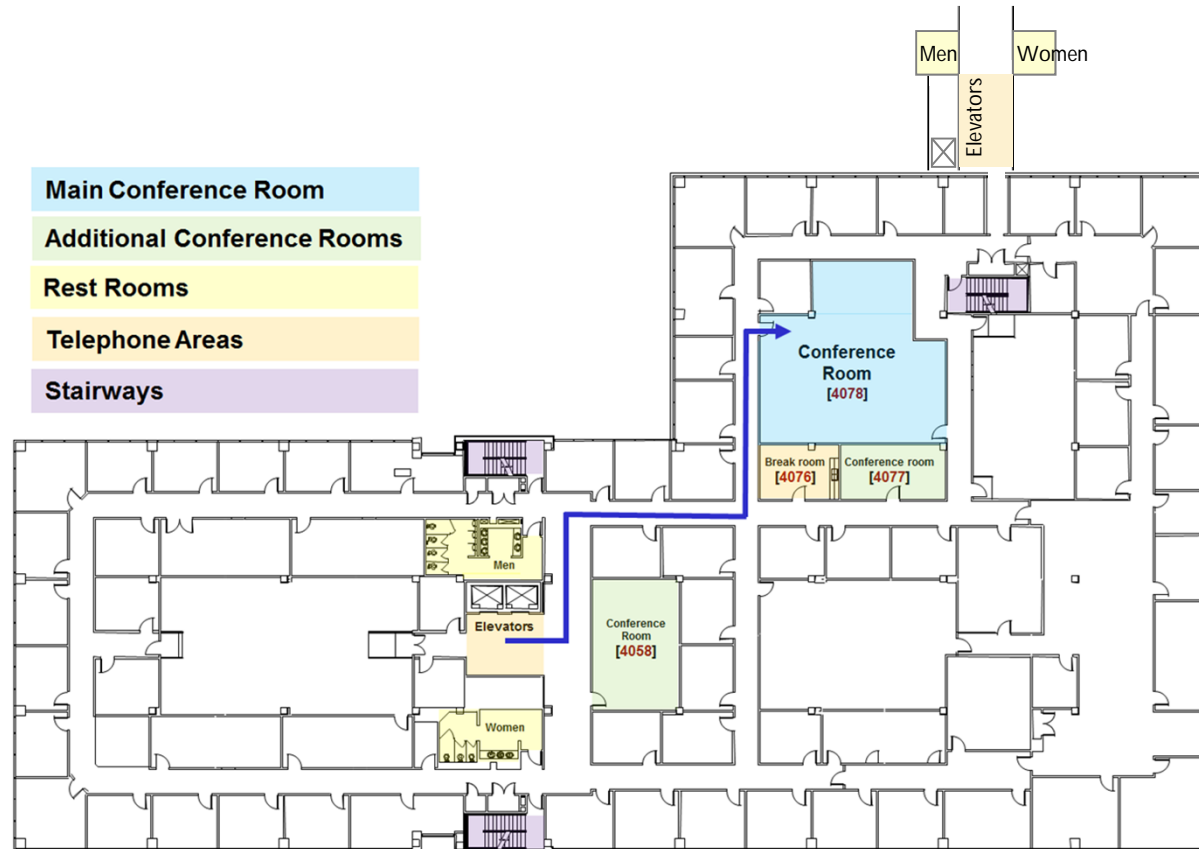 Men
Women
Elevators
Main Conference Room
Additional Conference Rooms
Rest Rooms
Telephone Areas
Stairways
Conference
Room
[4078]
Break room
[4076]
Conference room
[4077]
Men
Elevators
Conference
Room
[4058]
Women